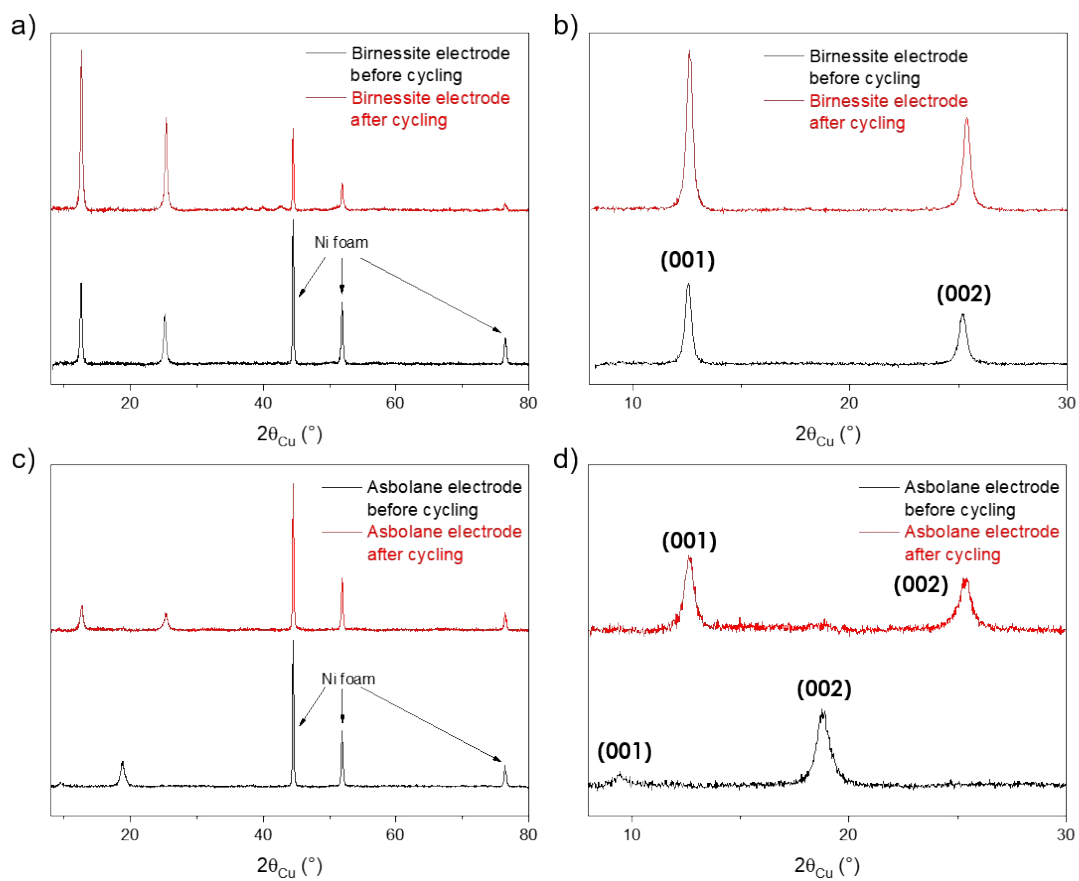 a)
Birnessite electrode
before cycling
Birnessite electrode
after cycling
Ni foam
20
40
60
80
2θCu (°)
b)
Birnessite electrode
before cycling
Birnessite electrode
after cycling
(001)
(002)
10
20
30
2θCu (°)
c)
Asbolane electrode
before cycling
Asbolane electrode
after cycling
Ni foam
20
40
60
80
2θCu (°)
d)
Asbolane electrode
before cycling
Asbolane electrode
after cycling
(001)
(002)
(002)
(001)
10
20
30
2θCu (°)